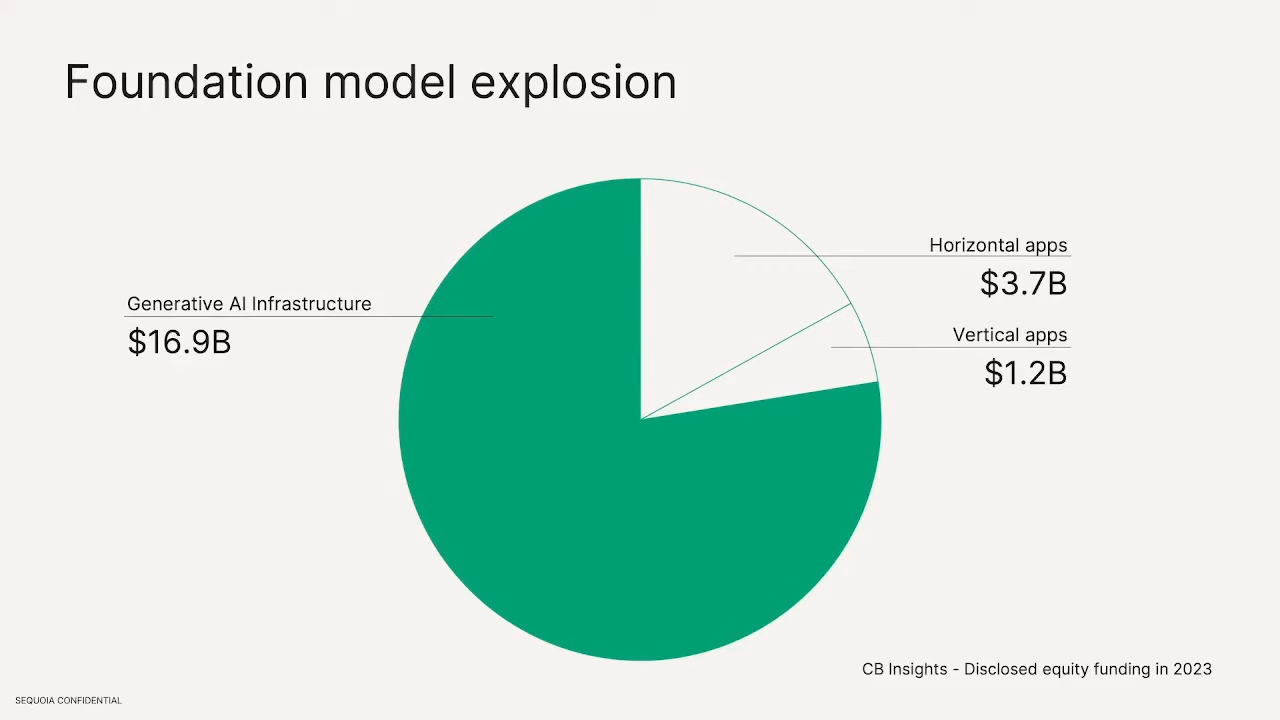 Foundation model explosion
Generative AI Infrastructure
$16.9B
Horizontal apps
$3.7B
Vertical apps
$1.2B
CB Insights - Disclosed equity funding in 2023
SEQUOIA CONFIDENTIAL